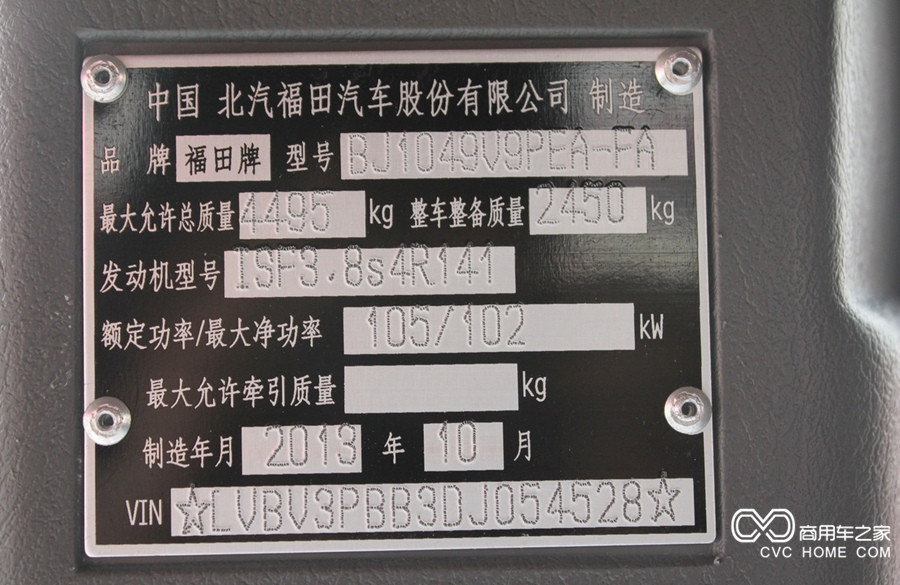 中国 北汽福田汽车股份有限公司 制造
品 牌 福田牌 型号 BJ1049V9PEA-FA
最大允许总质量 4495 kg 整车整备质量 2450 kg
发动机型号 ISF3.8s4R141
额定功率/最大净功率 105/102 kW
最大允许牵引质量 kg
制造年月 2013 年 10 月
VIN ☆LVBV3PBB3DJ054528☆
商用车之家
CVC HOME.COM